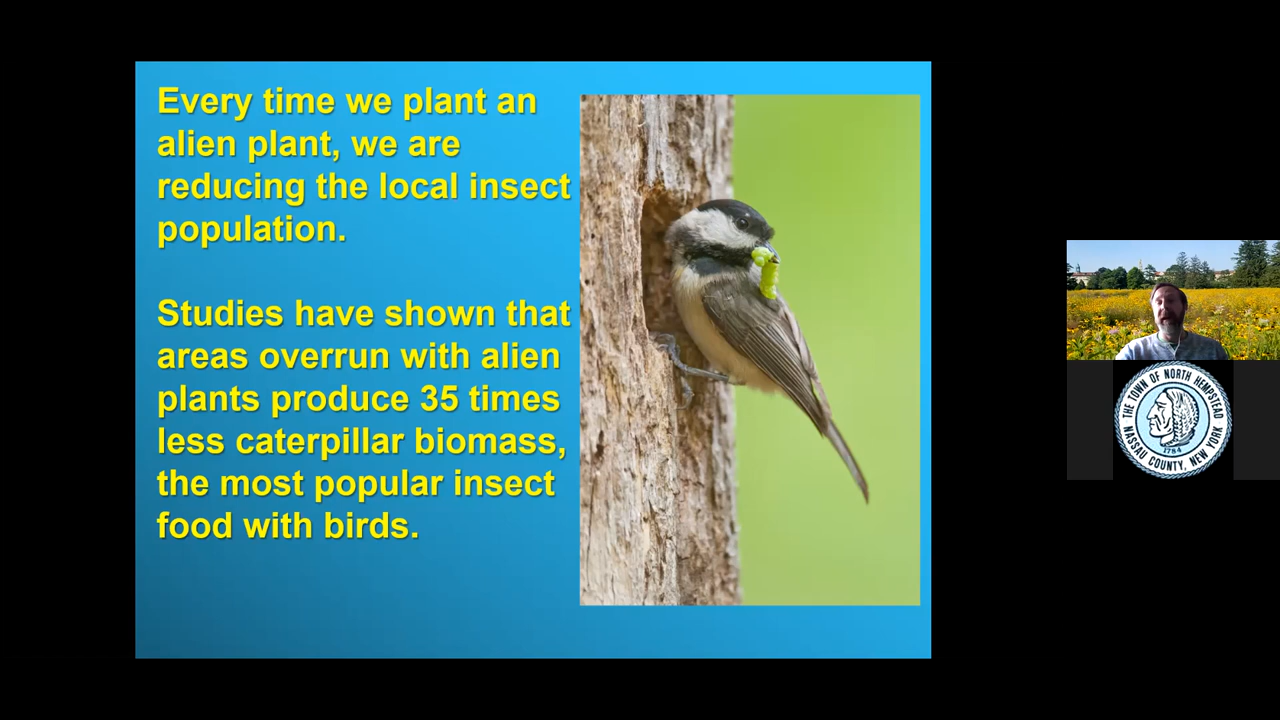 Every time we plant an
alien plant, we are
reducing the local insect
population.
Studies have shown that
areas overrun with alien
plants produce 35 times
less caterpillar biomass,
the most popular insect
food with birds.
THE TOWN OF NORTH HEMPSTEAD
1784
NASSAU COUNTY, NEW YORK